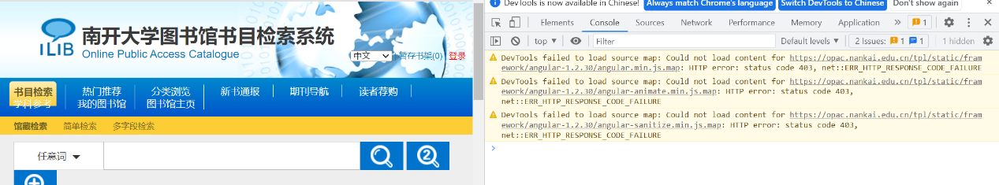 ILIB
南开大学图书馆书目检索系统
Online Public Access Catalogue
中文
暂存书架(0)
登录
书目检索
热门推荐
分类浏览
新书通报
期刊导航
读者荐购
学科参考
我的图书馆
图书馆主页
馆藏检索
简单检索
多字段检索
任意词
2
DevTools is now available in Chinese!
Always match Chrome's language
Switch DevTools to Chinese
Don't show again
Elements
Console
Sources
Network
Performance
Memory
Application
1
top
Filter
Default levels
2 Issues:
1
1
1 hidden
DevTools failed to load source map: Could not load content for https://opac.nankai.edu.cn/tpl/static/fram
ework/angular-1.2.30/angular.min.js.map: HTTP error: status code 403, net::ERR_HTTP_RESPONSE_CODE_FAILURE
DevTools failed to load source map: Could not load content for https://opac.nankai.edu.cn/tpl/static/fram
ework/angular-1.2.30/angular-animate.min.js.map: HTTP error: status code 403,
net::ERR_HTTP_RESPONSE_CODE_FAILURE
DevTools failed to load source map: Could not load content for https://opac.nankai.edu.cn/tpl/static/fram
ework/angular-1.2.30/angular-sanitize.min.js.map: HTTP error: status code 403,
net::ERR_HTTP_RESPONSE_CODE_FAILURE